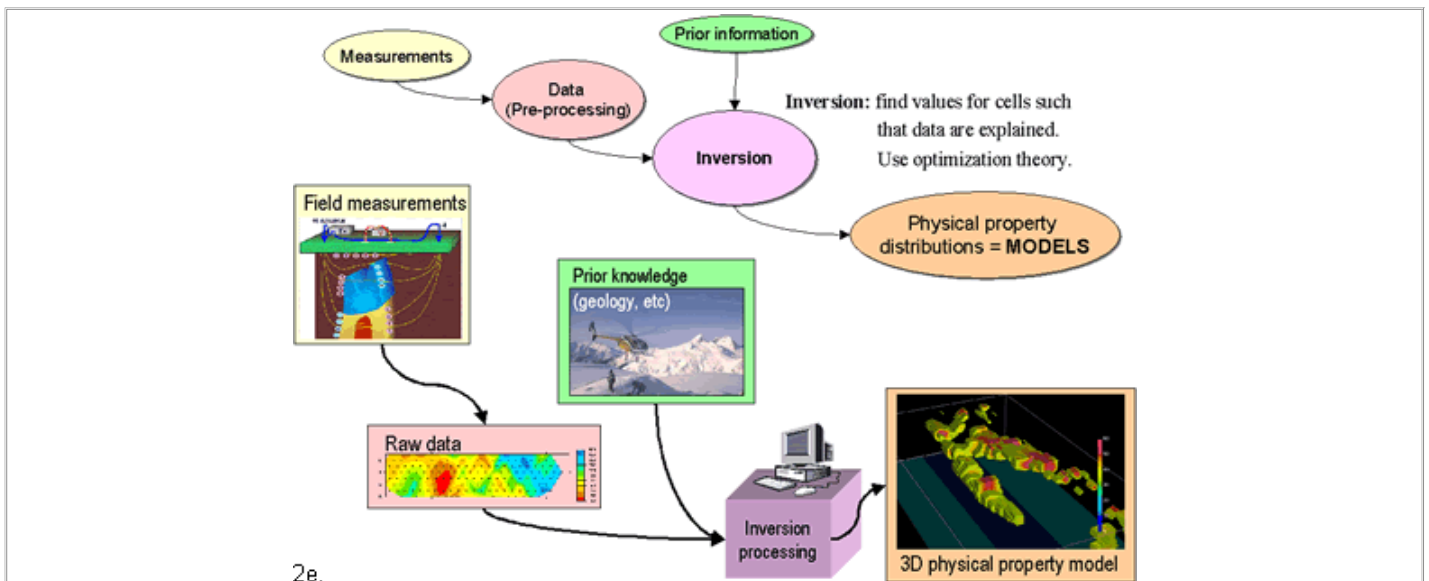 Prior information
Measurements
Data
(Pre-processing)
Inversion: find values for cells such
that data are explained.
Use optimization theory.
Inversion
Field measurements
Physical property
distributions = MODELS
Prior knowledge
(geology, etc)
Raw data
Inversion
processing
3D physical property model
2e.